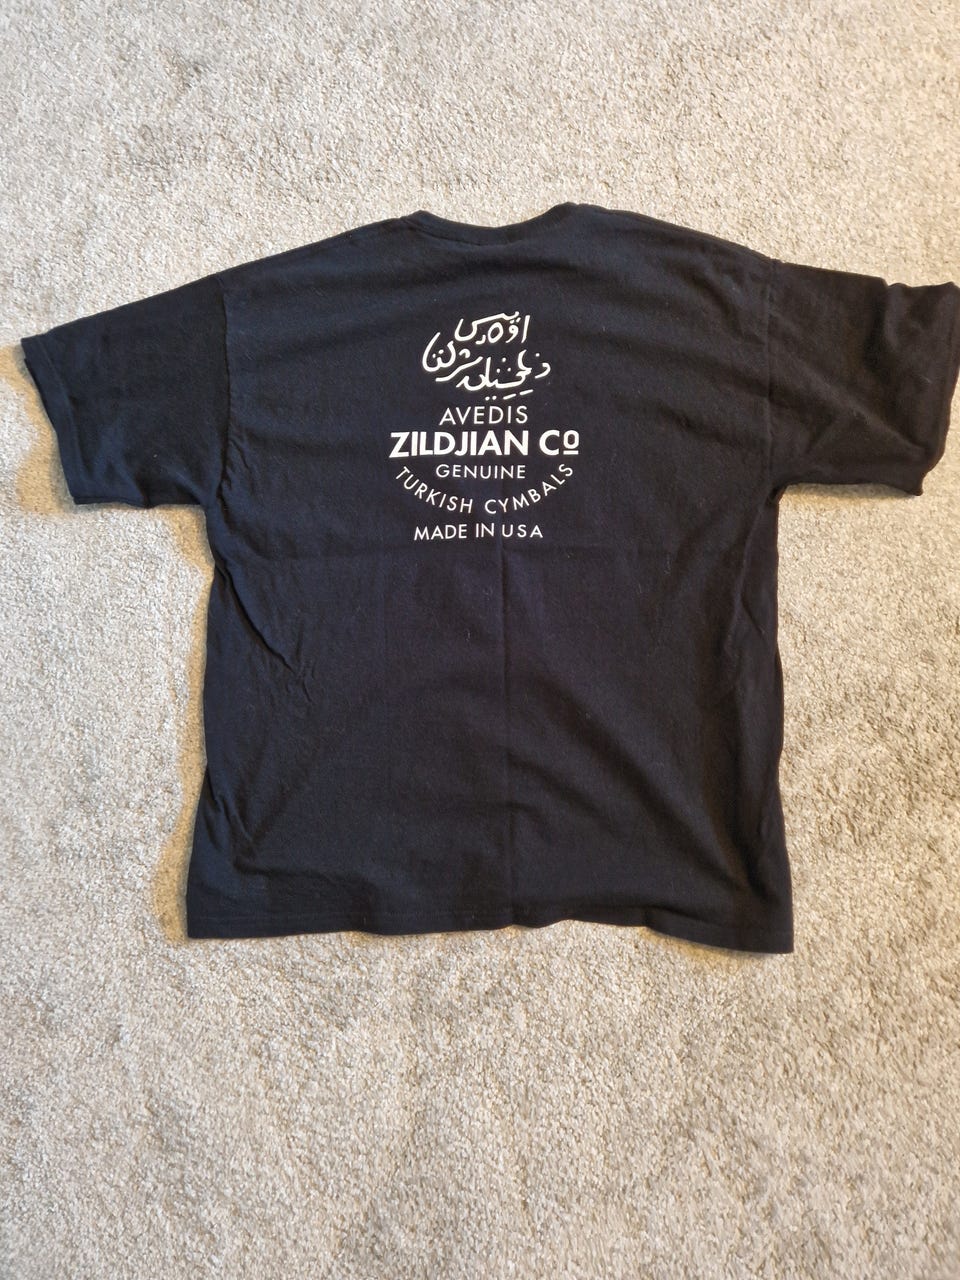 AVEDIS
ZILDJIAN Co
GENUINE
TURKISH CYMBALS
MADE IN USA